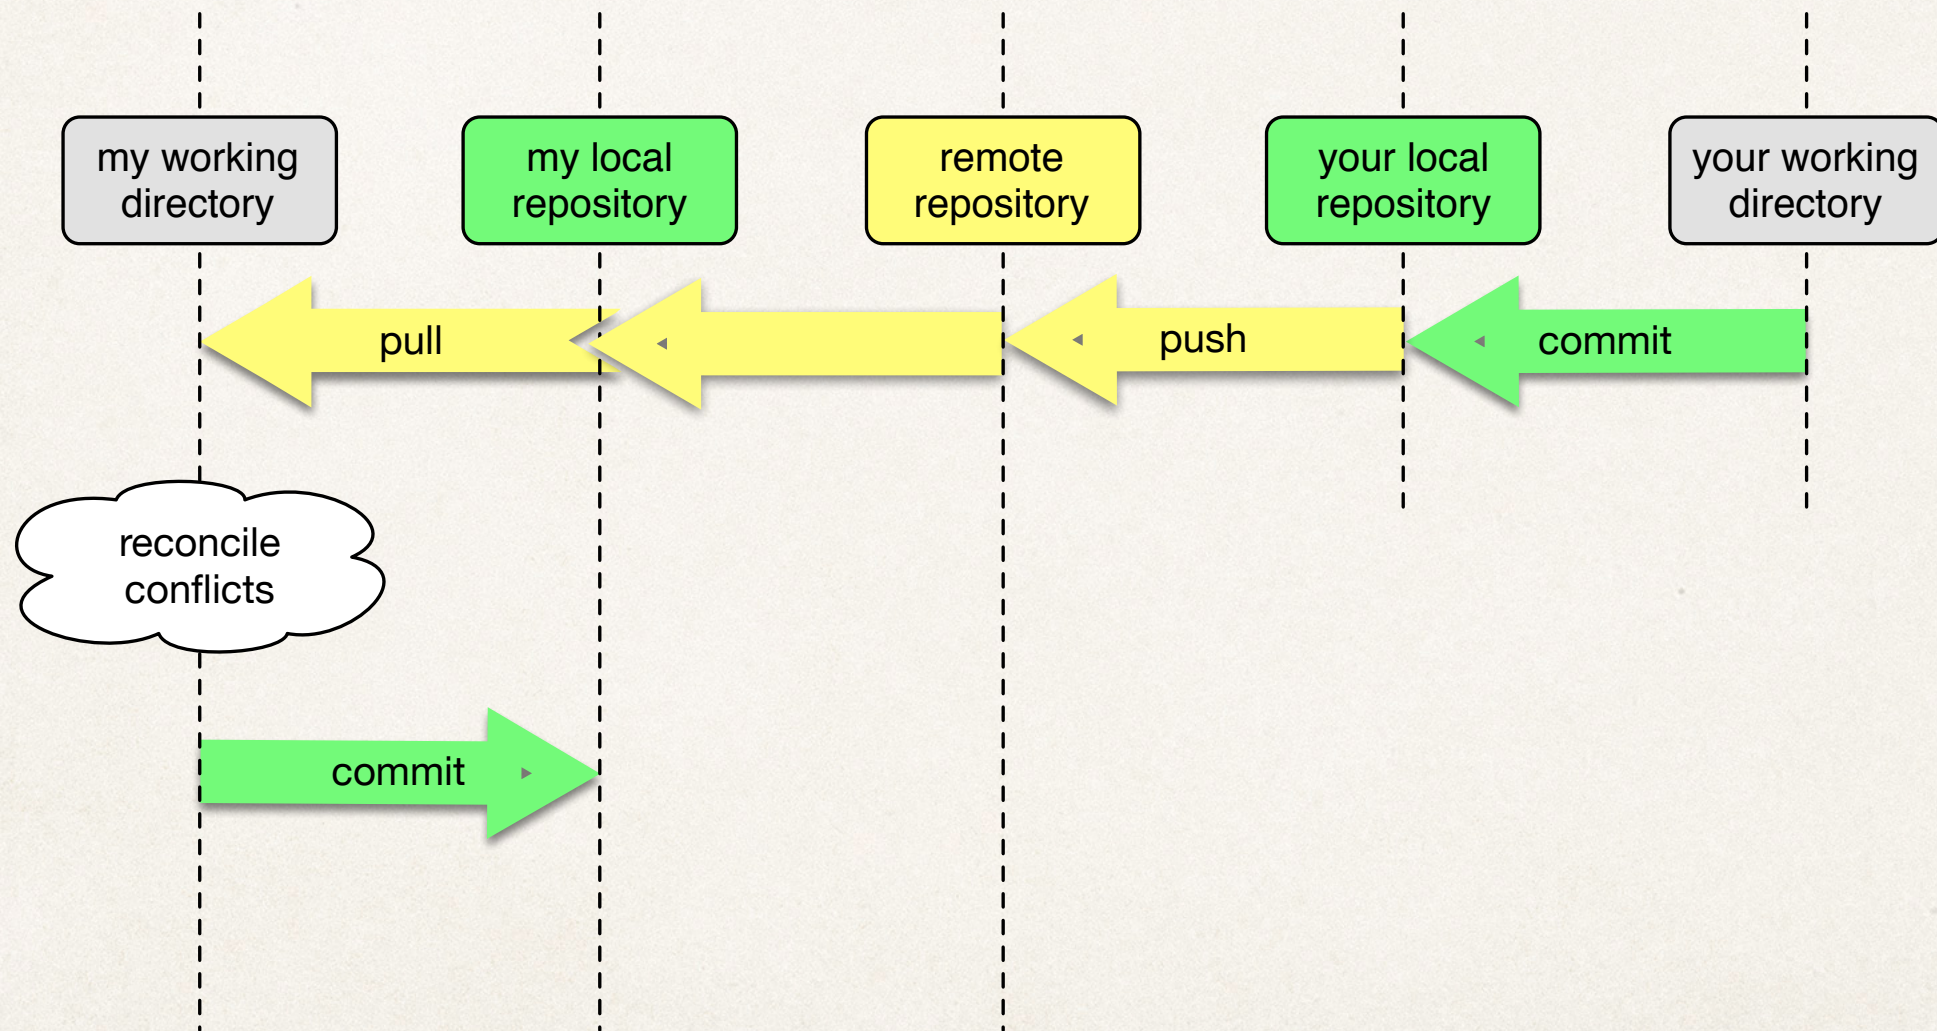 my working
directory
my local
repository
remote
repository
your local
repository
your working
directory
pull
push
commit
reconcile
conflicts
commit